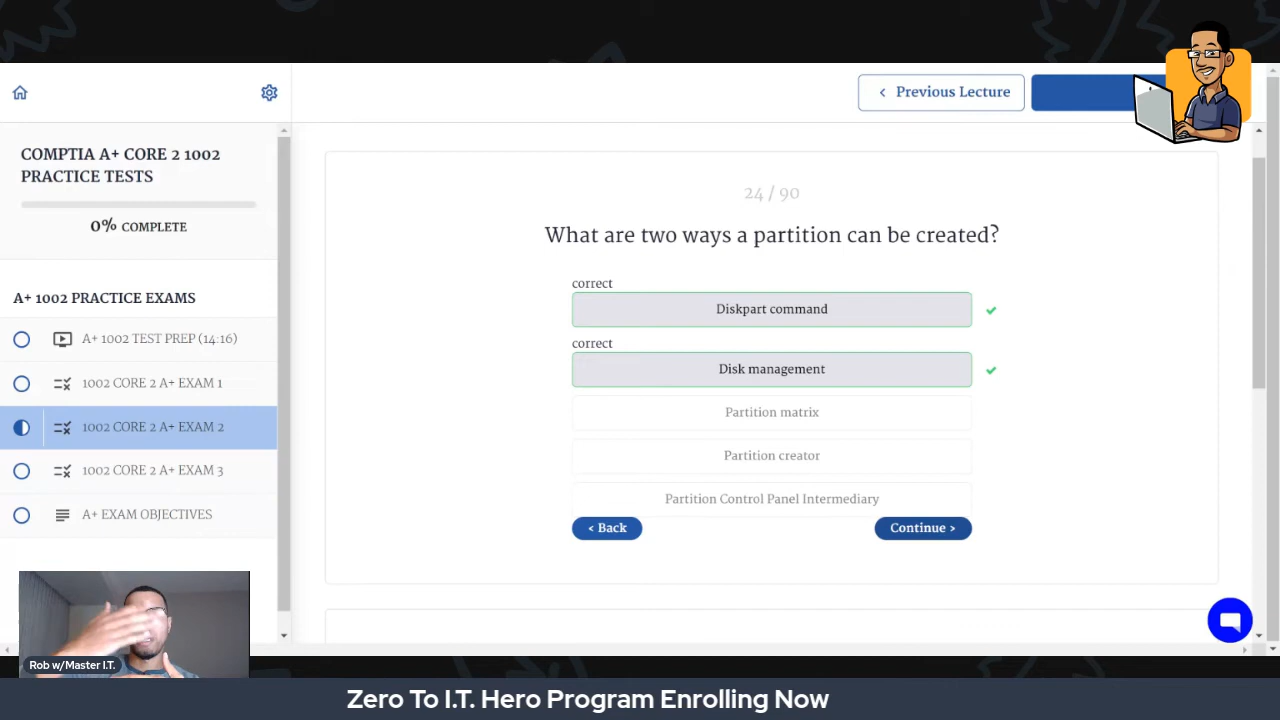 Previous Lecture
COMPTIA A+ CORE 2 1002
PRACTICE TESTS
0% COMPLETE
A+ 1002 PRACTICE EXAMS
A+ 1002 TEST PREP (14:16)
1002 CORE 2 A+ EXAM 1
1002 CORE 2 A+ EXAM 2
1002 CORE 2 A+ EXAM 3
A+ EXAM OBJECTIVES
24 / 90
What are two ways a partition can be created?
correct
Diskpart command
correct
Disk management
Partition matrix
Partition creator
Partition Control Panel Intermediary
< Back
Continue >
Rob w/Master I.T.
Zero To I.T. Hero Program Enrolling Now